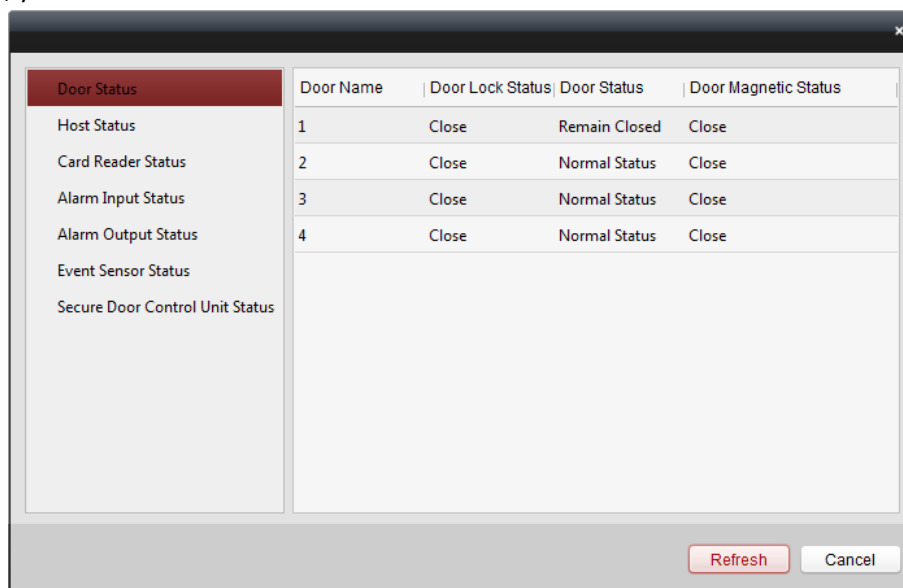 Door Status
Host Status
Card Reader Status
Alarm Input Status
Alarm Output Status
Event Sensor Status
Secure Door Control Unit Status
Door Name Door Lock Status Door Status Door Magnetic Status
1 Close Remain Closed Close
2 Close Normal Status Close
3 Close Normal Status Close
4 Close Normal Status Close
Refresh Cancel